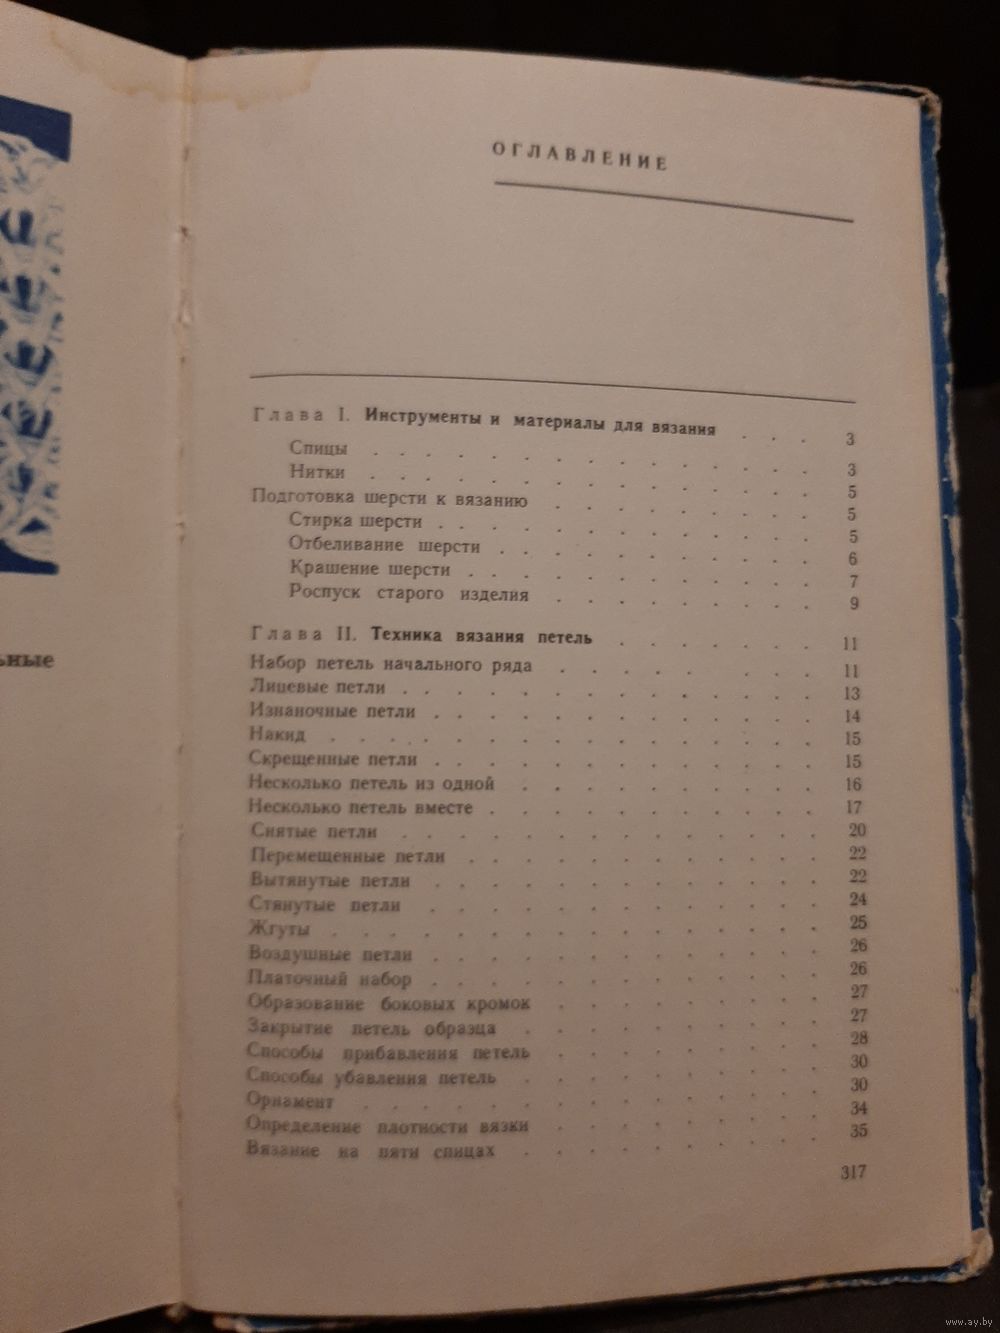 ьные
ОГЛАВЛЕНИЕ
Глава I. Инструменты и материалы для вязания . . . 3
Спицы . . . . . . . . . . . . . . 3
Нитки . . . . . . . . . . . . . . 5
Подготовка шерсти к вязанию . . . . . . . . . 5
Стирка шерсти . . . . . . . . . . . . 5
Отбеливание шерсти . . . . . . . . . . 6
Крашение шерсти . . . . . . . . . . . 7
Роспуск старого изделия . . . . . . . . 9
Глава II. Техника вязания петель . . . . . . . 11
Набор петель начального ряда . . . . . . . . 11
Лицевые петли . . . . . . . . . . . . . 13
Изнаночные петли . . . . . . . . . . . . 14
Накид . . . . . . . . . . . . . . . 15
Скрещенные петли . . . . . . . . . . . . 15
Несколько петель из одной . . . . . . . . . 16
Несколько петель вместе . . . . . . . . . . 17
Снятые петли . . . . . . . . . . . . . 20
Перемещенные петли . . . . . . . . . . . 22
Вытянутые петли . . . . . . . . . . . . 22
Стянутые петли . . . . . . . . . . . . 24
Жгуты . . . . . . . . . . . . . . . 25
Воздушные петли . . . . . . . . . . . . 26
Платочный набор . . . . . . . . . . . . 26
Образование боковых кромок . . . . . . . . 27
Закрытие петель образца . . . . . . . . . 27
Способы прибавления петель . . . . . . . . 28
Способы убавления петель . . . . . . . . . 30
Орнамент . . . . . . . . . . . . . . 30
Определение плотности вязки . . . . . . . . 34
Вязание на пяти спицах . . . . . . . . . 35
317
www.ay.by